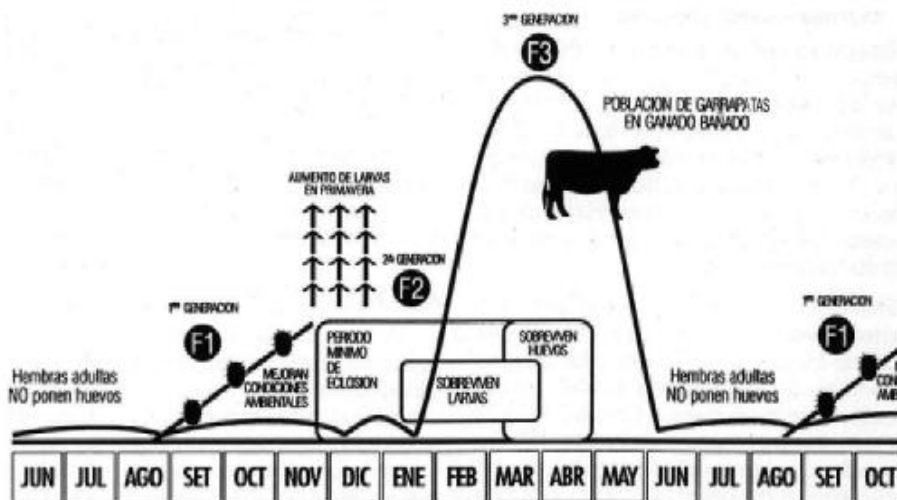 3ra GENERACION
F3
POBLACION DE GARRAPATAS
EN GANADO BAÑADO
AUMENTO DE LARVAS
EN PRIMAVERA
2da GENERACION
F2
1ra GENERACION
F1
Hembras adultas
NO ponen huevos
MEJORAN
CONDICIONES
AMBIENTALES
PERIODO
MINIMO
DE
ECLOSION
SOBREVIVEN
LARVAS
SOBREVIVEN
HUEVOS
Hembras adultas
NO ponen huevos
1ra GENERACION
F1
JUN JUL AGO SET OCT NOV DIC ENE FEB MAR ABR MAY JUN JUL AGO SET OCT